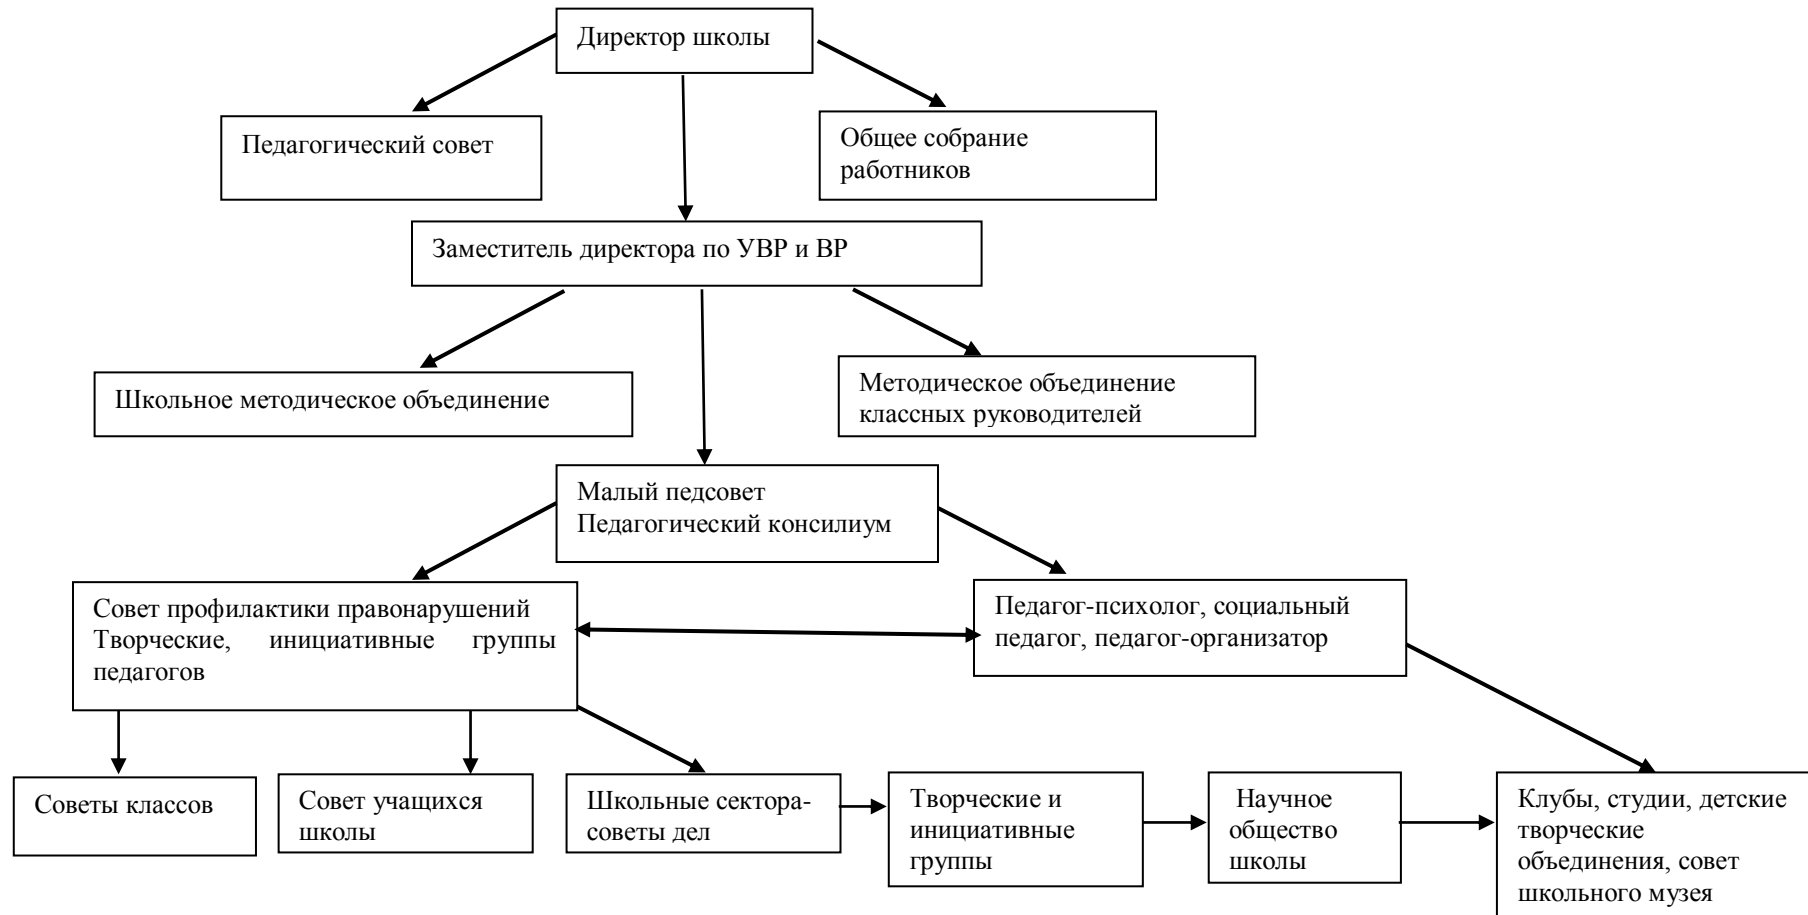 Директор школы
Педагогический совет
Общее собрание
работников
Заместитель директора по УВР и ВР
Школьное методическое объединение
Методическое объединение
классных руководителей
Малый педсовет
Педагогический консилиум
Совет профилактики правонарушений
Творческие, инициативные группы
педагогов
Педагог-психолог, социальный
педагог, педагог-организатор
Советы классов
Совет учащихся
школы
Школьные сектора-
советы дел
Творческие и
инициативные
группы
Научное
общество
школы
Клубы, студии, детские
творческие
объединения, совет
школьного музея